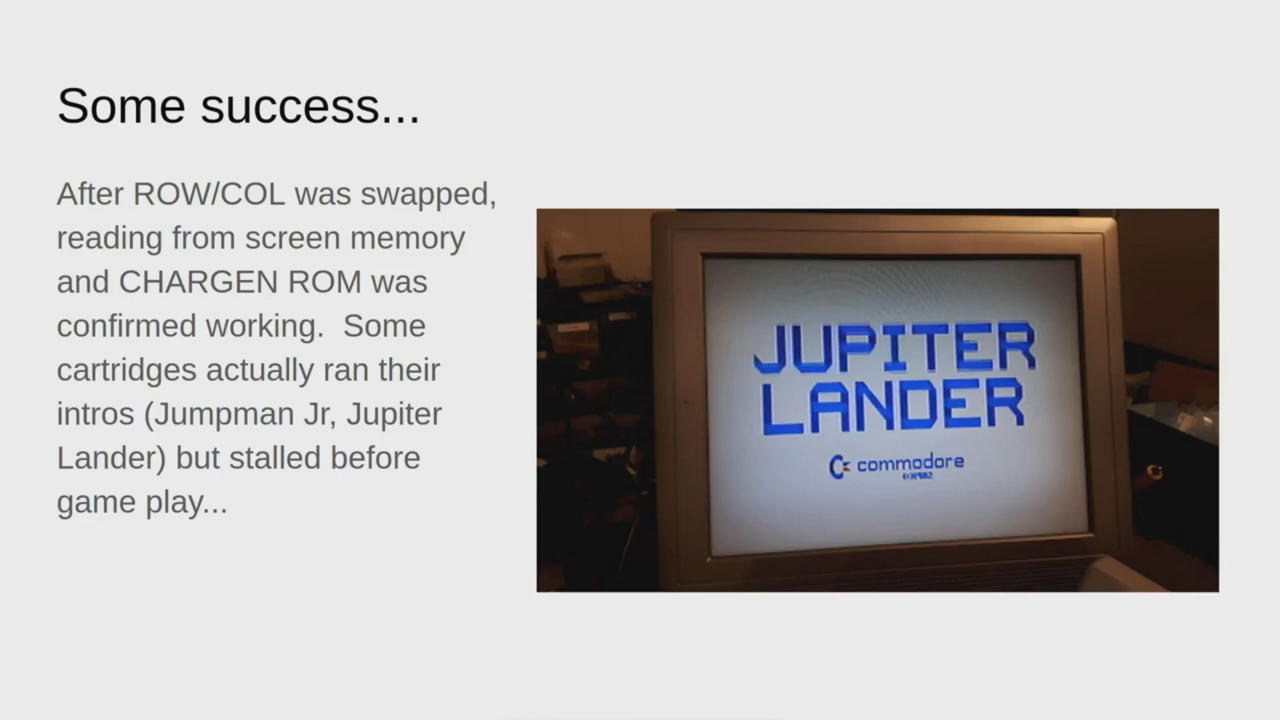 Some success...
After ROW/COL was swapped,
reading from screen memory
and CHARGEN ROM was
confirmed working.  Some
cartridges actually ran their
intros (Jumpman Jr, Jupiter
Lander) but stalled before
game play...
JUPITER
LANDER
commodore